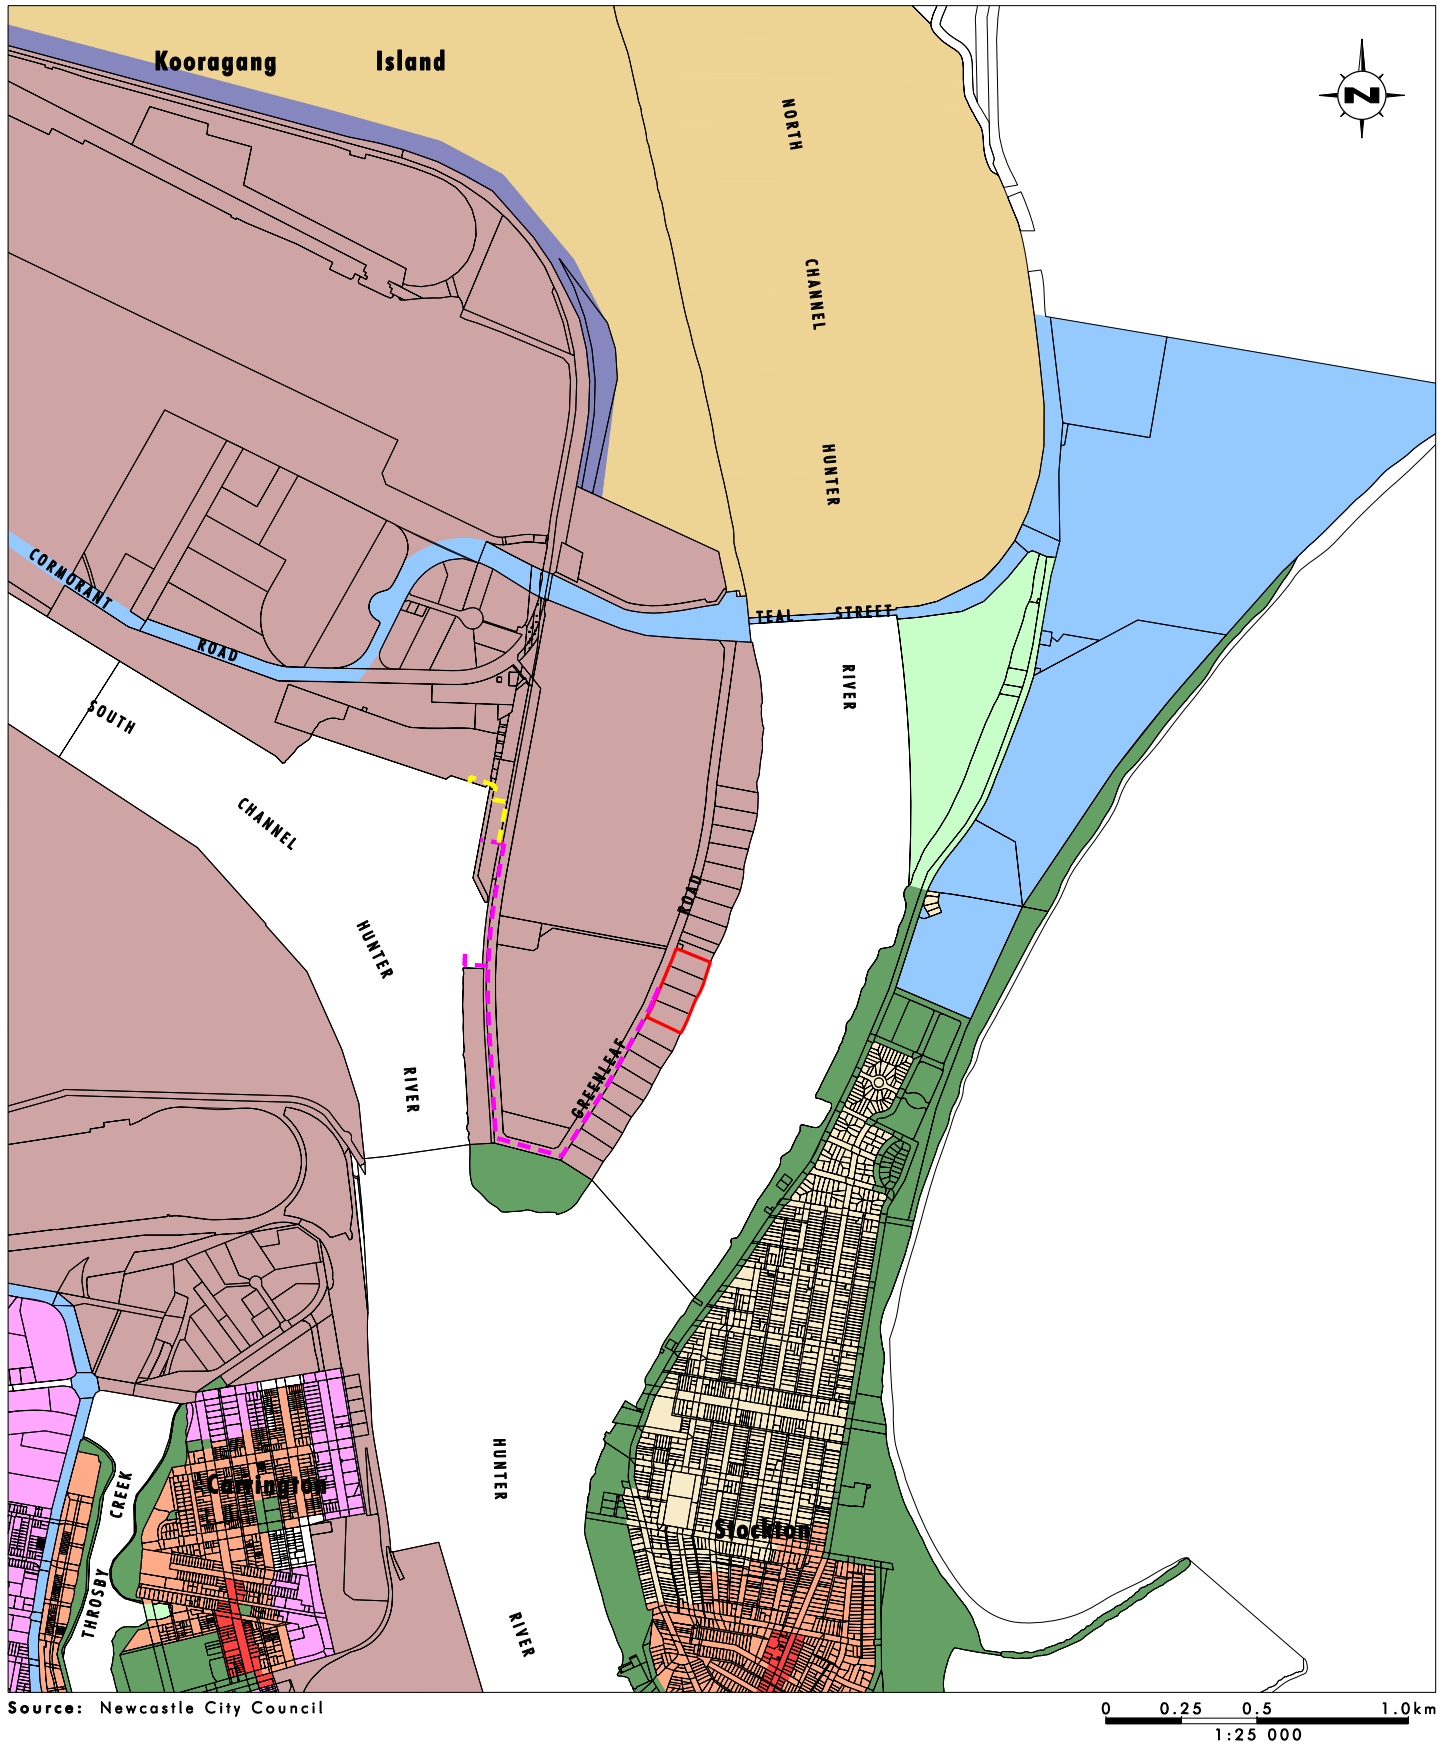 Kooragang Island
N
NORTH
CHANNEL
HUNTER
RIVER
TEAL STREET
CORMORANT
ROAD
SOUTH
CHANNEL
HUNTER
RIVER
ROAD
GREENLEAF
HUNTER
RIVER
Carrington
Stockton
CREEK
THROSBY
Source: Newcastle City Council
0 0.25 0.5 1.0km
1:25 000